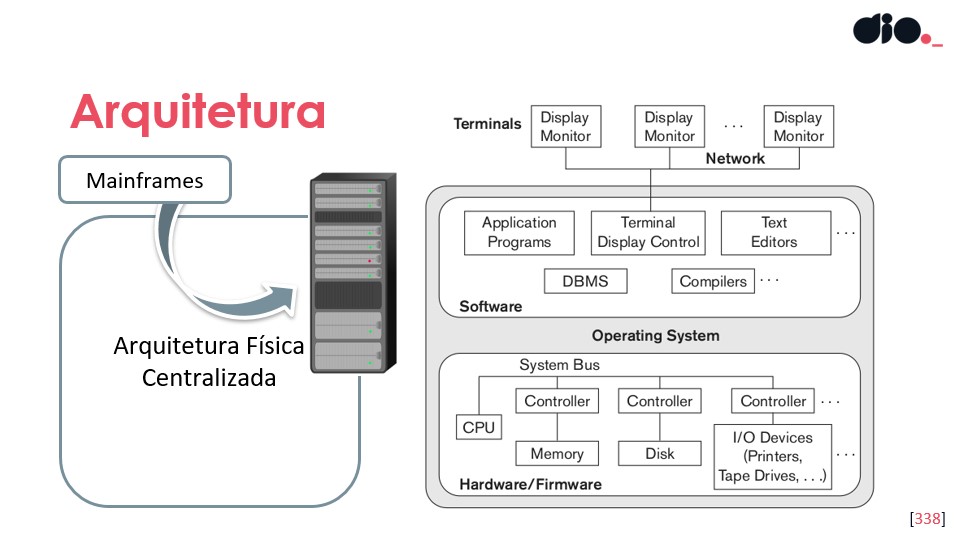 dio._
Arquitetura
Mainframes
Arquitetura Física
Centralizada
Terminals
Display
Monitor
Display
Monitor
. . .
Display
Monitor
Network
Application
Programs
Terminal
Display Control
Text
Editors
. . .
DBMS
Compilers
. . .
Software
Operating System
System Bus
Controller
Controller
Controller
. . .
CPU
Memory
Disk
I/O Devices
(Printers,
Tape Drives, . . .)
. . .
Hardware/Firmware
[338]